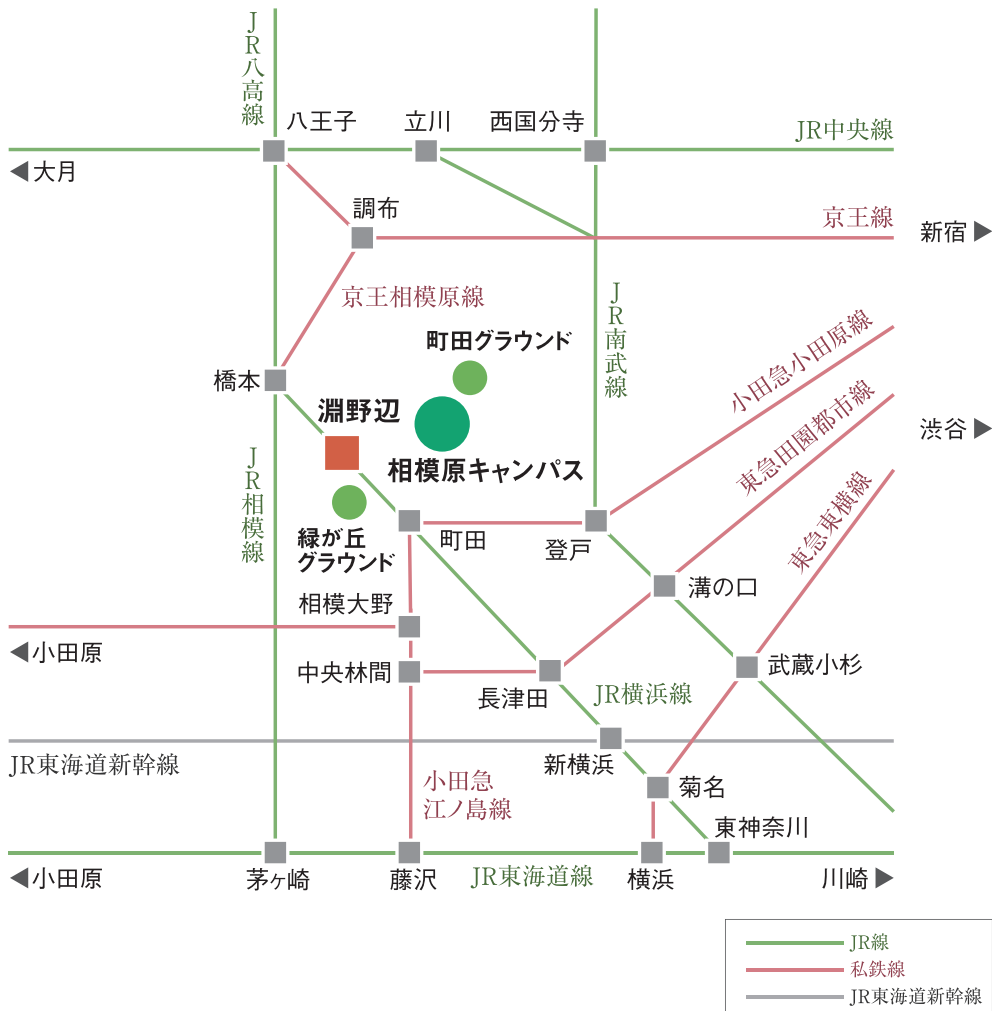 JR八高線
八王子
立川
西国分寺
JR中央線
大月
調布
京王線
新宿
京王相模原線
JR南武線
町田グラウンド
小田急小田原線
橋本
淵野辺
東急田園都市線
渋谷
相模原キャンパス
JR相模線
東急東横線
緑が丘
グラウンド
町田
登戸
溝の口
相模大野
小田原
中央林間
長津田
武蔵小杉
JR横浜線
JR東海道新幹線
新横浜
小田急
江ノ島線
菊名
東神奈川
小田原
茅ヶ崎
藤沢
JR東海道線
横浜
川崎
JR線
私鉄線
JR東海道新幹線